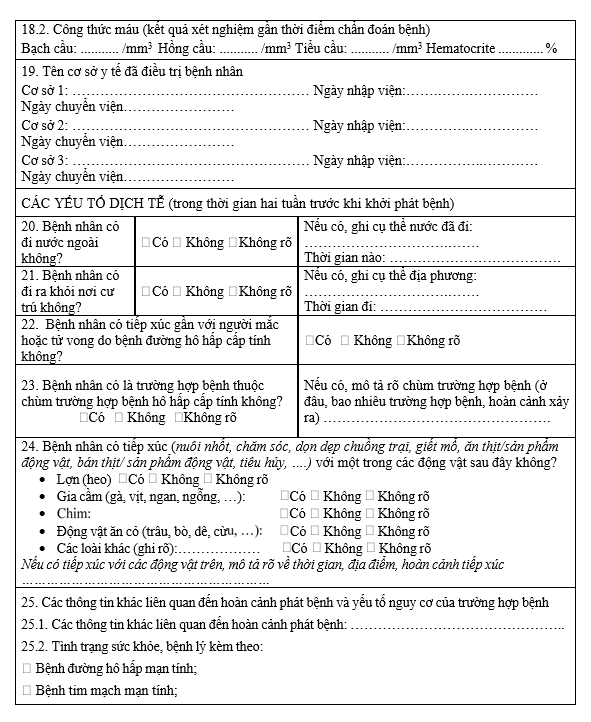 18.2. Công thức máu (kết quả xét nghiệm gần thời điểm chẩn đoán bệnh)
Bạch cầu: ........... /mm³ Hồng cầu: ........... /mm³ Tiểu cầu: ........... /mm³ Hematocrite .............%
19. Tên cơ sở y tế đã điều trị bệnh nhân
Cơ sở 1: ……………………………………… Ngày nhập viện:……………………
Ngày chuyển viện……………………
Cơ sở 2: ……………………………………… Ngày nhập viện:……………………
Ngày chuyển viện……………………
Cơ sở 3: ……………………………………… Ngày nhập viện:……………………
Ngày chuyển viện……………………
CÁC YẾU TỐ DỊCH TỄ (trong thời gian hai tuần trước khi khởi phát bệnh)
20. Bệnh nhân có
đi nước ngoài
không?
☐Có ☐ Không ☐Không rõ
Nếu có, ghi cụ thể nước đã đi:
…………………………………
Thời gian nào: …………………………………
21. Bệnh nhân có
đi ra khỏi nơi cư
trú không?
☐Có ☐ Không ☐Không rõ
Nếu có, ghi cụ thể địa phương:
…………………………………
Thời gian đi : …………………………………
22. Bệnh nhân có tiếp xúc gần với người mắc
hoặc tử vong do bệnh đường hô hấp cấp tính
không?
☐Có ☐ Không ☐Không rõ
23. Bệnh nhân có là trường hợp bệnh thuộc
chùm trường hợp bệnh hô hấp cấp tính không?
☐Có ☐ Không ☐Không rõ
Nếu có, mô tả rõ chùm trường hợp bệnh (ở
đâu, bao nhiêu trường hợp bệnh, hoàn cảnh xảy
ra) ……………………………………………
24. Bệnh nhân có tiếp xúc (nuôi nhốt, chăm sóc, dọn dẹp chuồng trại, giết mổ, ăn thịt/sản phẩm
động vật, bán thịt/ sản phẩm động vật, tiêu hủy, ….) với một trong các động vật sau đây không?
• Lợn (heo) ☐Có ☐ Không ☐ Không rõ
• Gia cầm (gà, vịt, ngan, ngỗng, …): ☐Có ☐ Không ☐ Không rõ
• Chim: ☐Có ☐ Không ☐ Không rõ
• Động vật ăn cỏ (trâu, bò, dê, cừu, …): ☐Có ☐ Không ☐ Không rõ
• Các loài khác (ghi rõ):……………… ☐Có ☐ Không ☐ Không rõ
Nếu có tiếp xúc với các động vật trên, mô tả rõ về thời gian, địa điểm, hoàn cảnh tiếp xúc
………………………………………………
25. Các thông tin khác liên quan đến hoàn cảnh phát bệnh và yếu tố nguy cơ của trường hợp bệnh
25.1. Các thông tin khác liên quan đến hoàn cảnh phát bệnh: …………………………………………
25.2. Tình trạng sức khỏe, bệnh lý kèm theo:
☐ Bệnh đường hô hấp mạn tính;
☐ Bệnh tim mạch mạn tính;